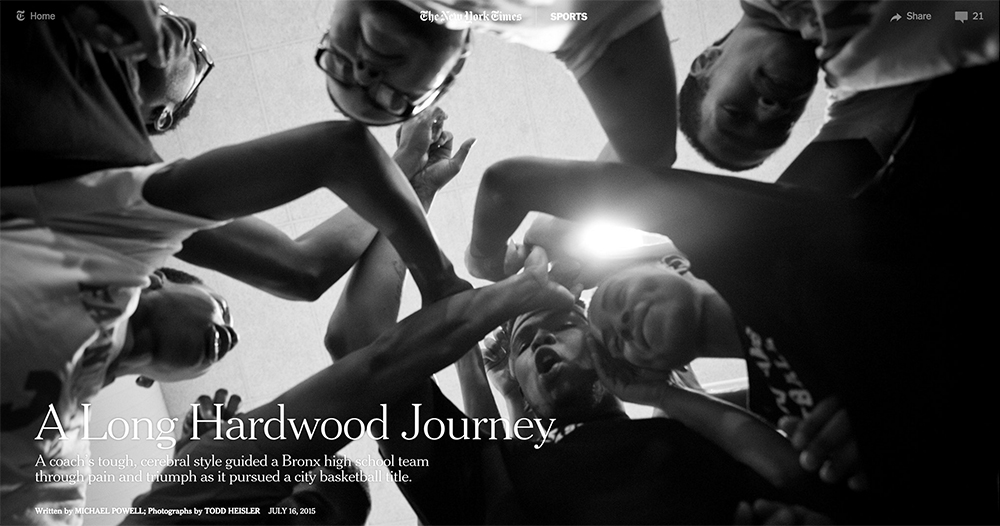 Home
The New York Times
SPORTS
Share
21
A Long Hardwood Journey
A coach's tough, cerebral style guided a Bronx high school team
through pain and triumph as it pursued a city basketball title.
Written by MICHAEL POWELL; Photographs by TODD HEISLER JULY 16, 2015